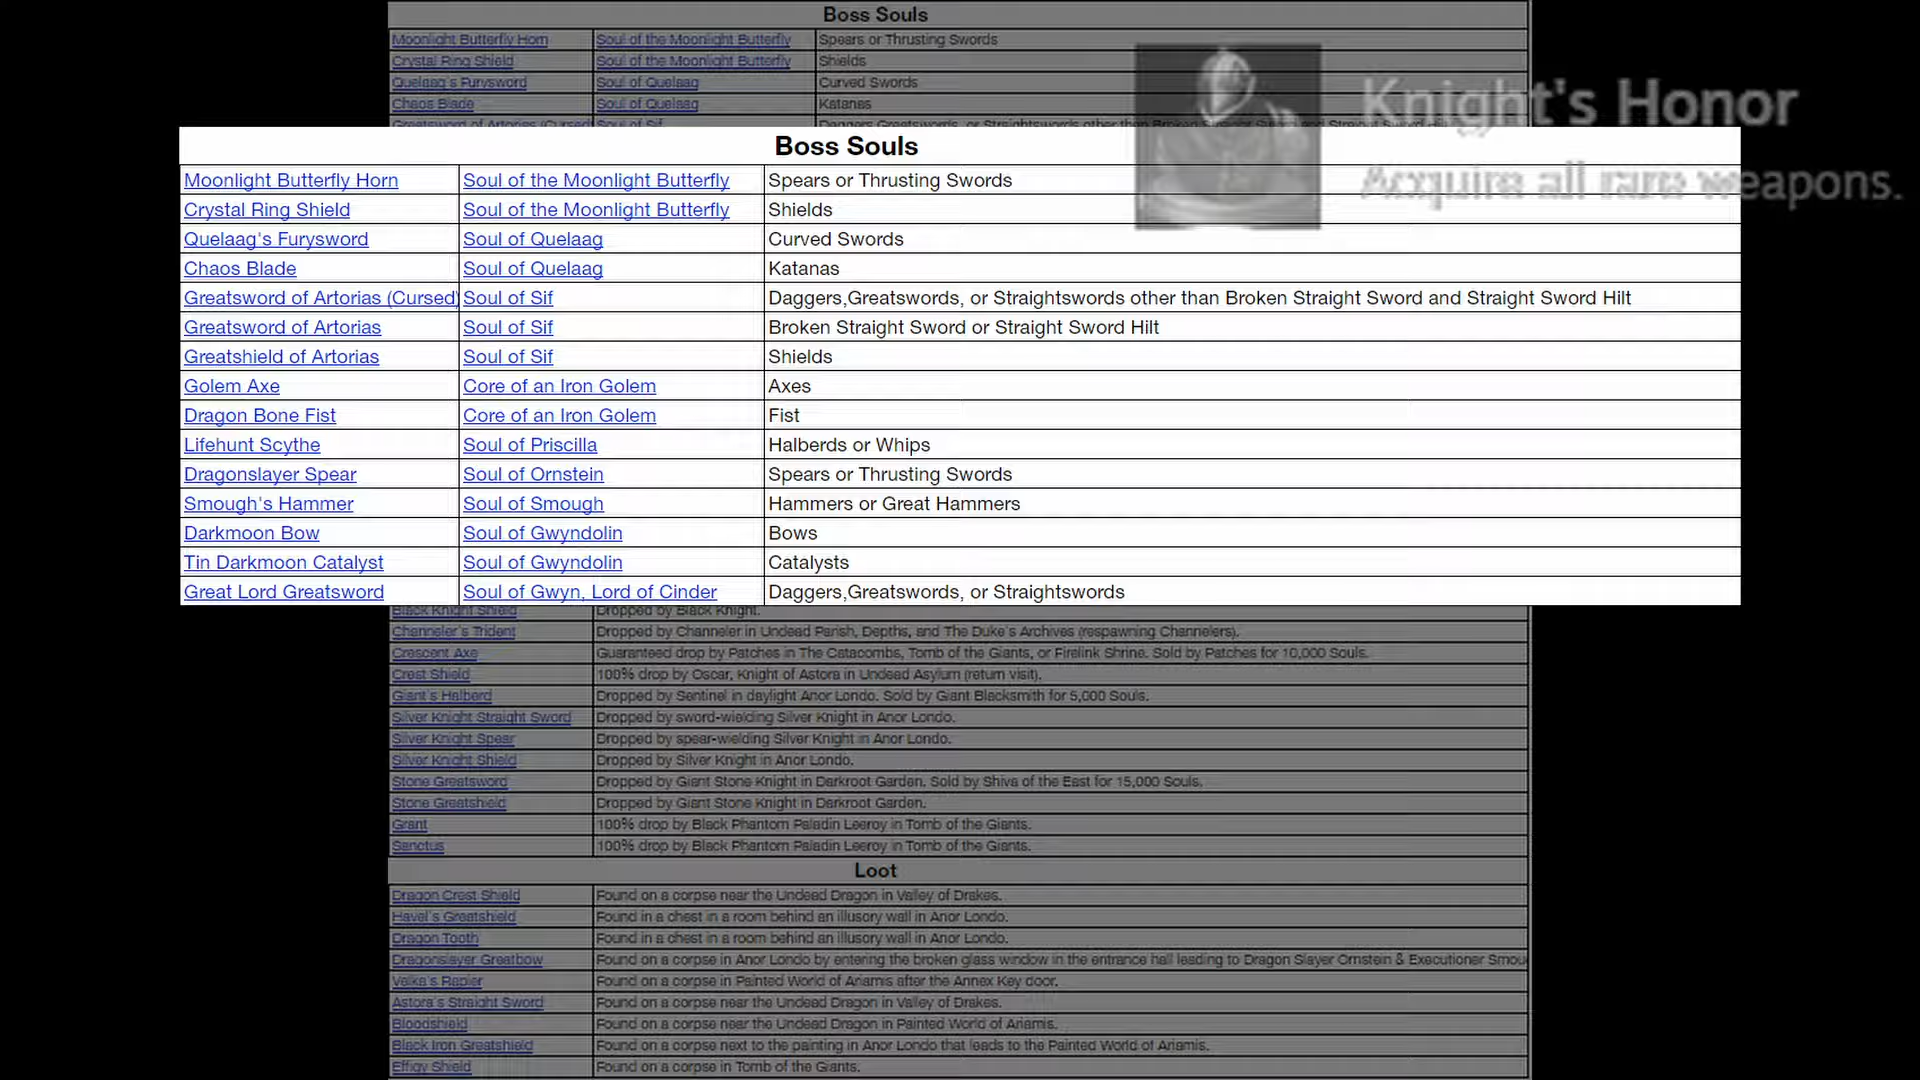 Boss Souls
Moonlight Butterfly Horn Soul of the Moonlight Butterfly Spears or Thrusting Swords
Crystal Ring Shield Soul of the Moonlight Butterfly Shields
Quelaag's Furysword Soul of Quelaag Curved Swords
Chaos Blade Soul of Quelaag Katanas
Knight's Honor
Acquire all rare weapons.
Boss Souls
Moonlight Butterfly Horn Soul of the Moonlight Butterfly Spears or Thrusting Swords
Crystal Ring Shield Soul of the Moonlight Butterfly Shields
Quelaag's Furysword Soul of Quelaag Curved Swords
Chaos Blade Soul of Quelaag Katanas
Greatsword of Artorias (Cursed) Soul of Sif Daggers,Greatswords, or Straightswords other than Broken Straight Sword and Straight Sword Hilt
Greatsword of Artorias Soul of Sif Broken Straight Sword or Straight Sword Hilt
Greatshield of Artorias Soul of Sif Shields
Golem Axe Core of an Iron Golem Axes
Dragon Bone Fist Core of an Iron Golem Fist
Lifehunt Scythe Soul of Priscilla Halberds or Whips
Dragonslayer Spear Soul of Ornstein Spears or Thrusting Swords
Smough's Hammer Soul of Smough Hammers or Great Hammers
Darkmoon Bow Soul of Gwyndolin Bows
Tin Darkmoon Catalyst Soul of Gwyndolin Catalysts
Great Lord Greatsword Soul of Gwyn, Lord of Cinder Daggers,Greatswords, or Straightswords
Black Knight Shield Dropped by Black Knight.
Channeler's Trident Dropped by Channeler in Undead Parish, Depths, and The Duke's Archives (respawning Channelers).
Crescent Axe Guaranteed drop by Patches in The Catacombs, Tomb of the Giants, or Firelink Shrine. Sold by Patches for 10,000 Souls.
Crest Shield 100% drop by Oscar, Knight of Astora in Undead Asylum (return visit).
Giant's Halberd Dropped by Sentinel in daylight Anor Londo. Sold by Giant Blacksmith for 5,000 Souls.
Silver Knight Straight Sword Dropped by sword-wielding Silver Knight in Anor Londo.
Silver Knight Spear Dropped by spear-wielding Silver Knight in Anor Londo.
Silver Knight Shield Dropped by Silver Knight in Anor Londo.
Stone Greatsword Dropped by Giant Stone Knight in Darkroot Garden. Sold by Shiva of the East for 15,000 Souls.
Stone Greatshield Dropped by Giant Stone Knight in Darkroot Garden.
Grant 100% drop by Black Phantom Paladin Leeroy in Tomb of the Giants.
Sanctus 100% drop by Black Phantom Paladin Leeroy in Tomb of the Giants.
Loot
Dragon Crest Shield Found on a corpse near the Undead Dragon in Valley of Drakes.
Havel's Greatshield Found in a chest in a room behind an illusory wall in Anor Londo.
Dragon Tooth Found in a chest in a room behind an illusory wall in Anor Londo.
Dragonslayer Greatbow Found on a corpse in Anor Londo by entering the broken glass window in the entrance hall leading to Dragon Slayer Ornstein & Executioner Smou
Velka's Rapier Found on a corpse in Painted World of Ariamis after the Annex Key door.
Astora's Straight Sword Found on a corpse near the Undead Dragon in Valley of Drakes.
Bloodshield Found on a corpse near the Undead Dragon in Painted World of Ariamis.
Black Iron Greatshield Found on a corpse next to the painting in Anor Londo that leads to the Painted World of Ariamis.
Effigy Shield Found on a corpse in Tomb of the Giants.